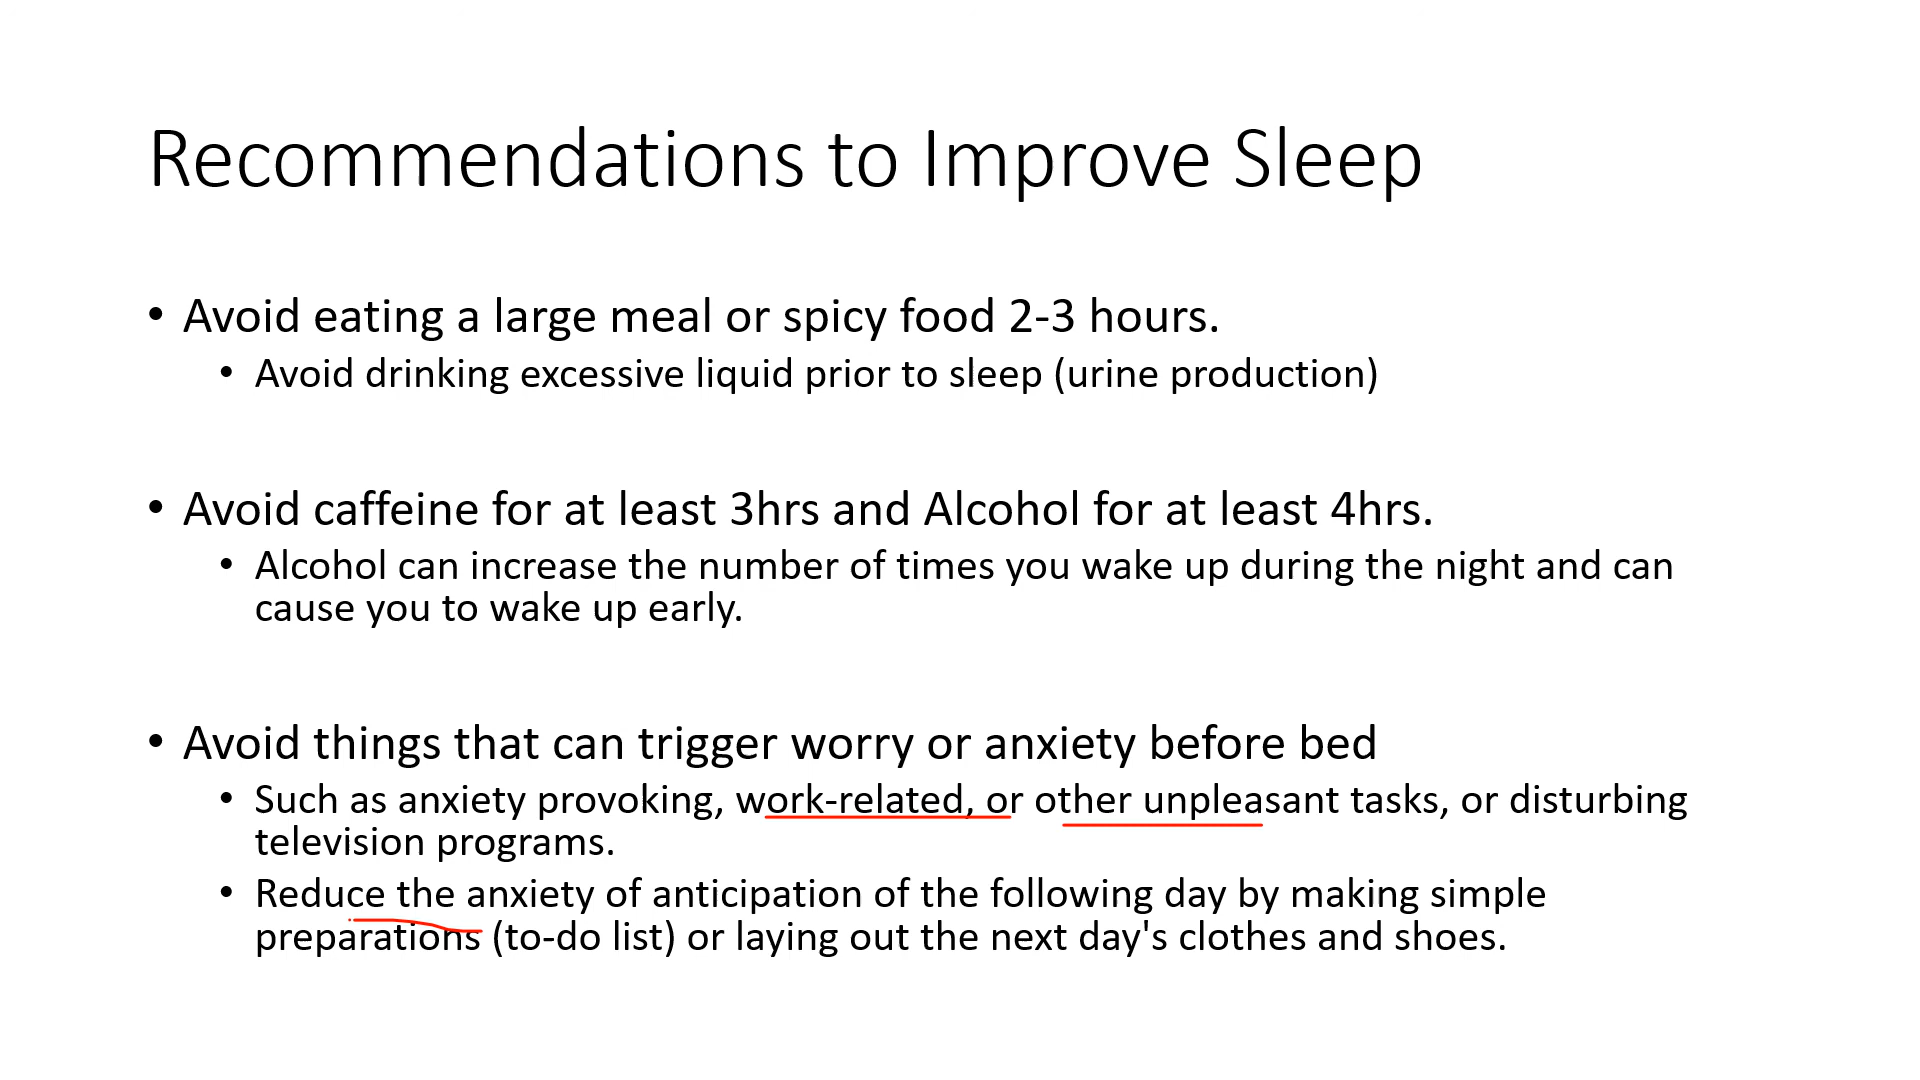 Recommendations to Improve Sleep
• Avoid eating a large meal or spicy food 2-3 hours.
• Avoid drinking excessive liquid prior to sleep (urine production)
• Avoid caffeine for at least 3hrs and Alcohol for at least 4hrs.
• Alcohol can increase the number of times you wake up during the night and can
cause you to wake up early.
• Avoid things that can trigger worry or anxiety before bed
• Such as anxiety provoking, work-related, or other unpleasant tasks, or disturbing
television programs.
• Reduce the anxiety of anticipation of the following day by making simple
preparations (to-do list) or laying out the next day's clothes and shoes.